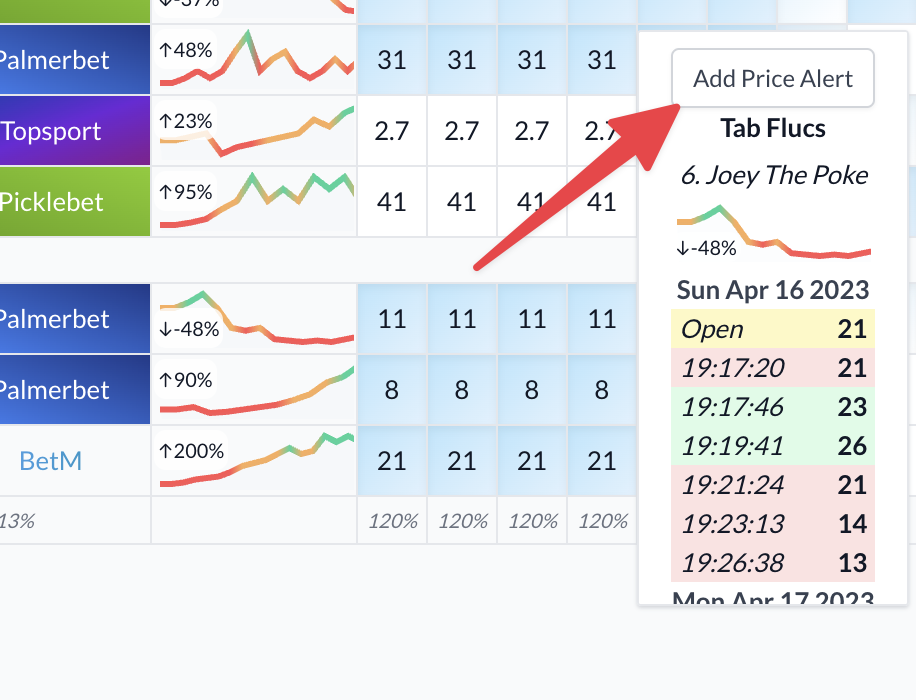 ↓-37%
Palmerbet ↑48% 31 31 31 31
Add Price Alert
Topsport ↑23% 2.7 2.7 2.7 2.7
Tab Flucs
6. Joey The Poke
Picklebet ↑95% 41 41 41 41
↓-48%
Sun Apr 16 2023
Palmerbet ↓-48% 11 11 11 11
Open 21
19:17:20 21
Palmerbet ↑90% 8 8 8 8
19:17:46 23
19:19:41 26
BetM ↑200% 21 21 21 21
19:21:24 21
13% 120% 120% 120% 120%
19:23:13 14
19:26:38 13
Mon Apr 17 2023